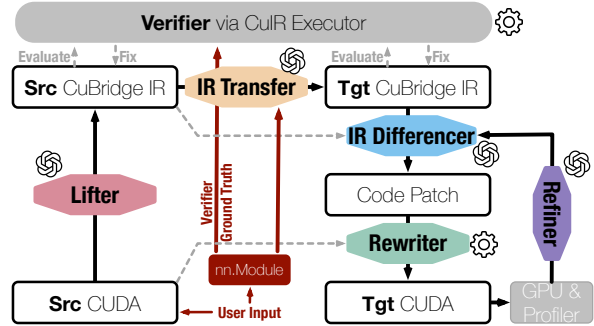 Verifier via CuIR Executor
Evaluate
Fix
Evaluate
Fix
Src CuBridge IR
IR Transfer
Tgt CuBridge IR
IR Differencer
Lifter
Verifier
Ground Truth
Code Patch
Refiner
Rewriter
nn.Module
Src CUDA
User Input
Tgt CUDA
GPU &
Profiler